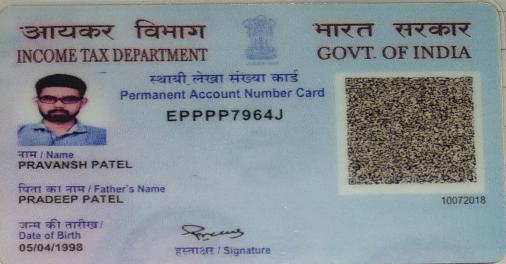 आयकर विभाग
INCOME TAX DEPARTMENT
भारत सरकार
GOVT. OF INDIA
स्थायी लेखा संख्या कार्ड
Permanent Account Number Card
EPPPP7964J
नाम / Name
PRAVANSH PATEL
पिता का नाम / Father's Name
PRADEEP PATEL
10072018
जन्म की तारीख /
Date of Birth
05/04/1998
हस्ताक्षर / Signature